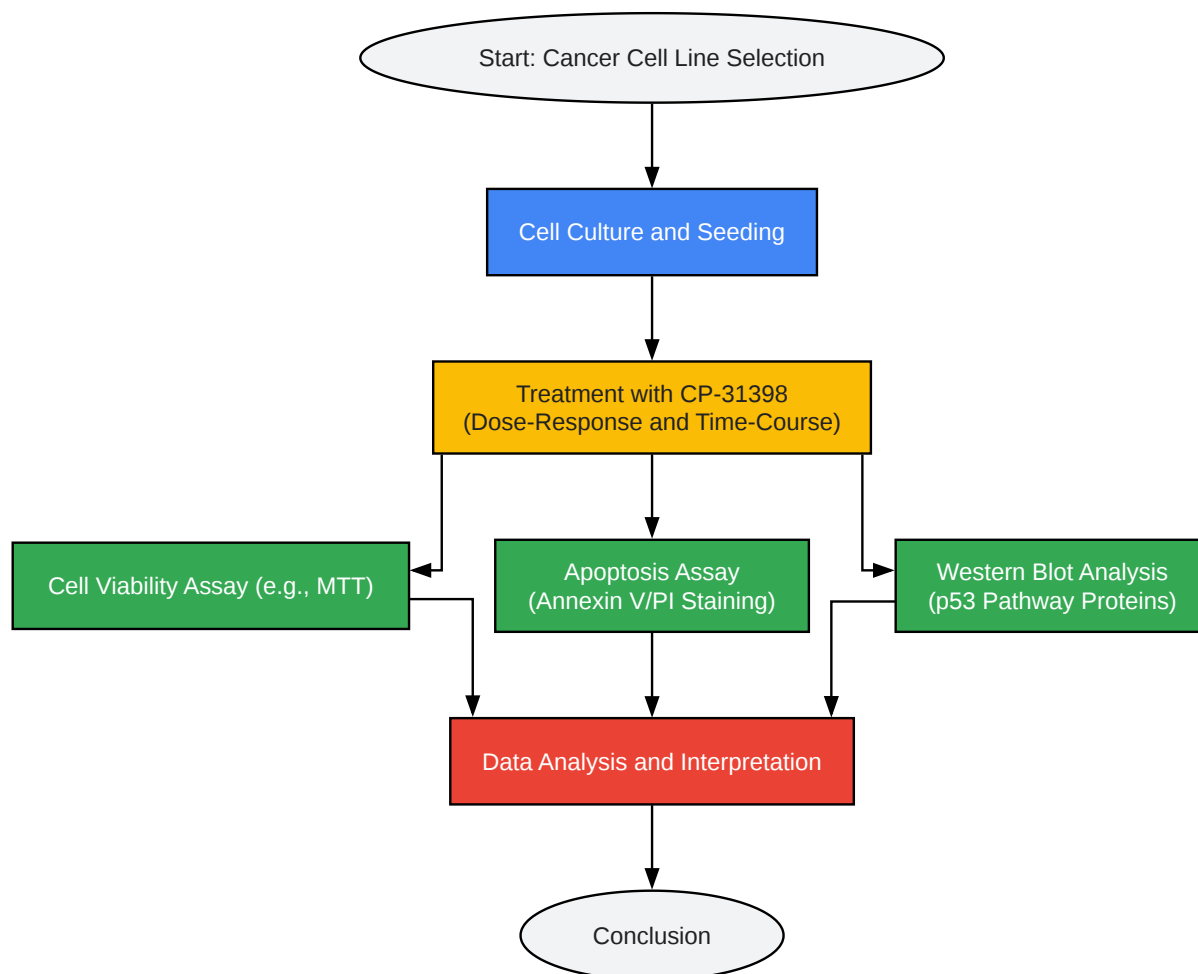 Start: Cancer Cell Line Selection
Cell Culture and Seeding
Treatment with CP-31398
(Dose-Response and Time-Course)
Cell Viability Assay (e.g., MTT)
Apoptosis Assay
(Annexin V/PI Staining)
Western Blot Analysis
(p53 Pathway Proteins)
Data Analysis and Interpretation
Conclusion